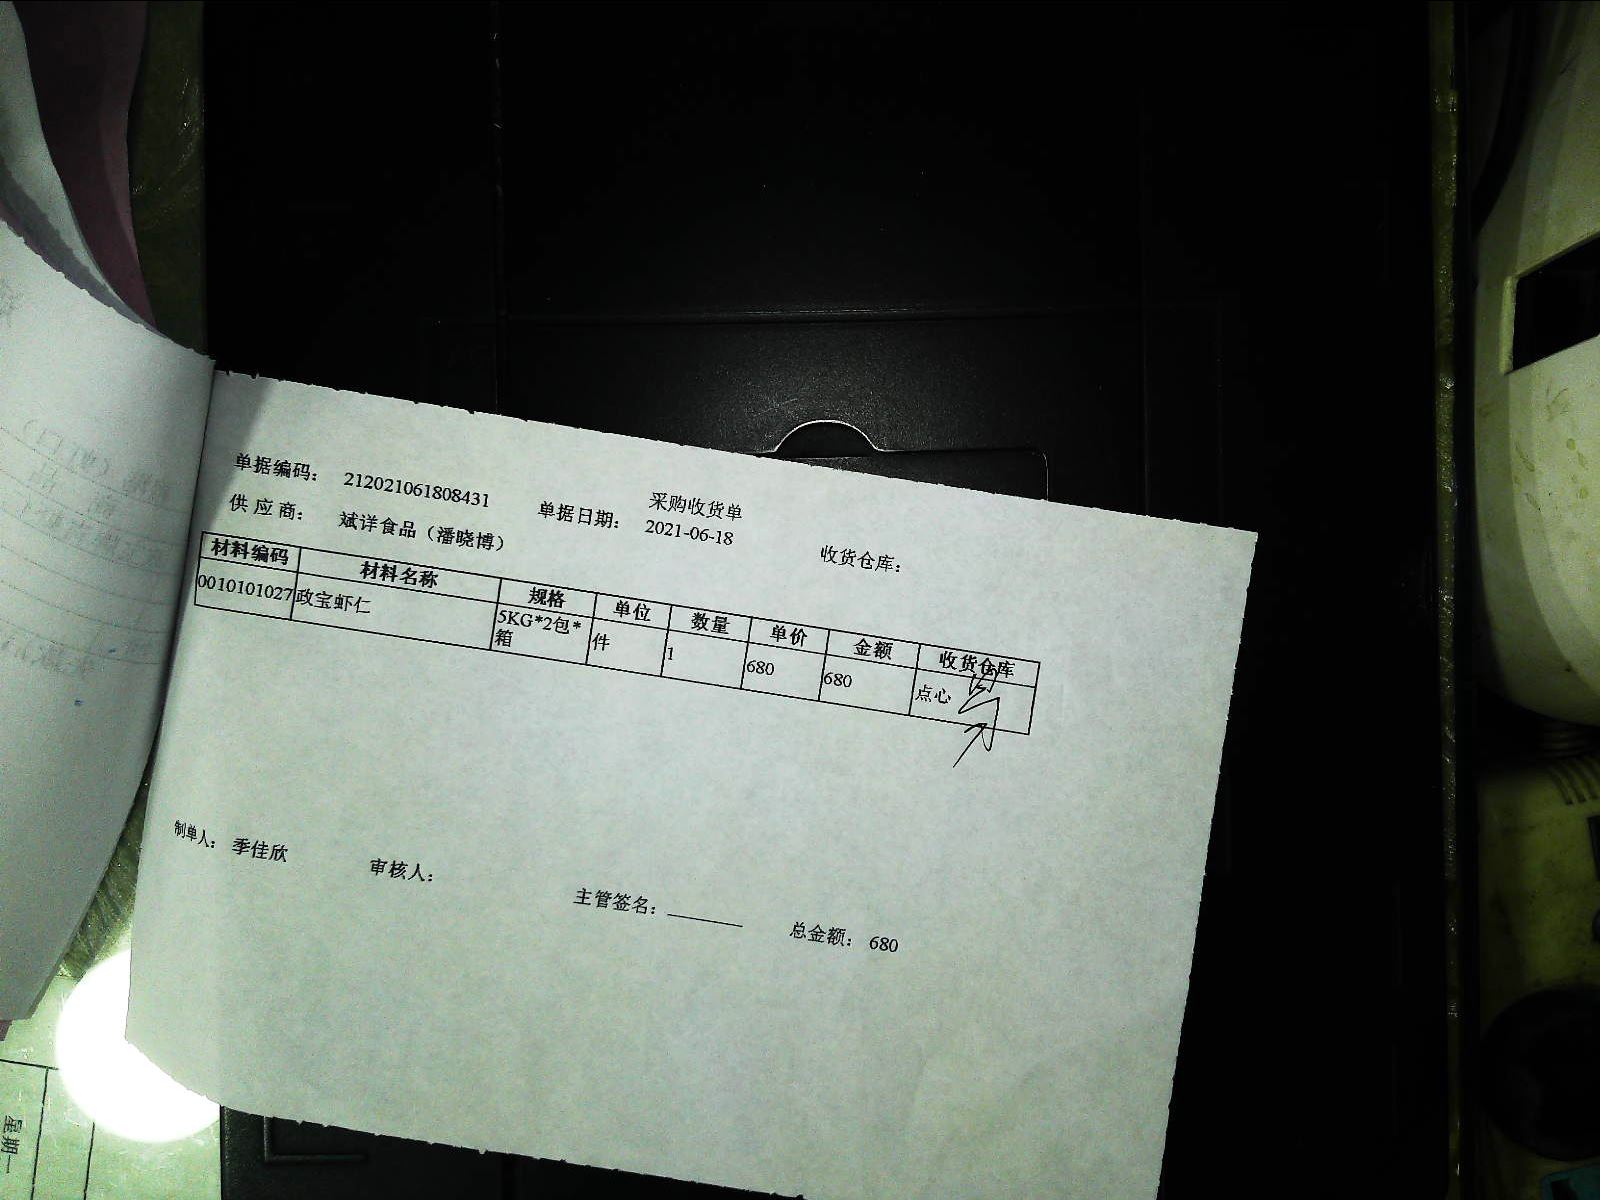 采购收货单
单据编码： 212021061808431 单据日期： 2021-06-18 收货仓库：
供应商： 斌洋食品（潘晓博）
材料编码 材料名称 规格 单位 数量 单价 金额 收货仓库
0010101027 政宝虾仁 5KG*2包*箱 件 1 680 680 点心
制单人： 季佳欣 审核人： 主管签名： 总金额： 680
星期一